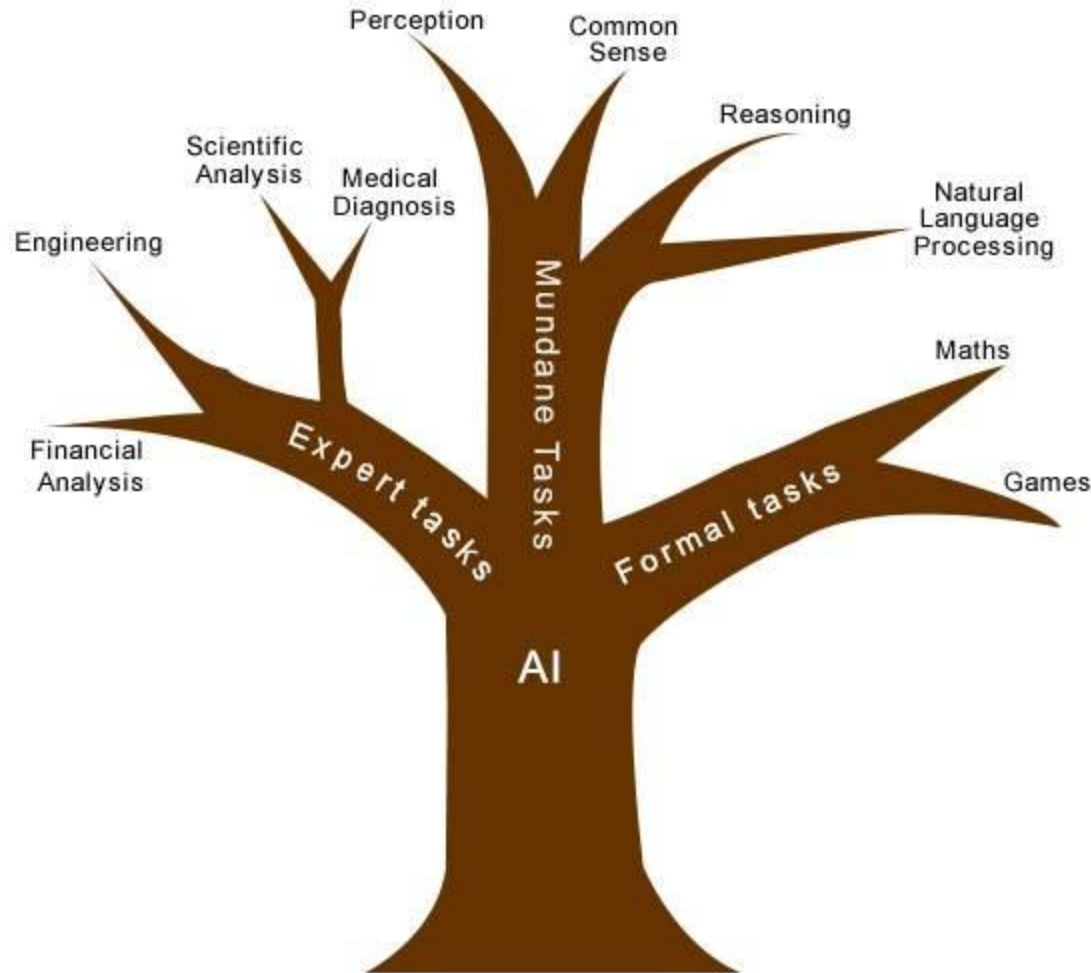 Perception
Common
Sense
Reasoning
Scientific
Analysis
Medical
Diagnosis
Natural
Language
Processing
Engineering
Maths
Financial
Analysis
Games
Expert tasks
Mundane Tasks
Formal tasks
AI